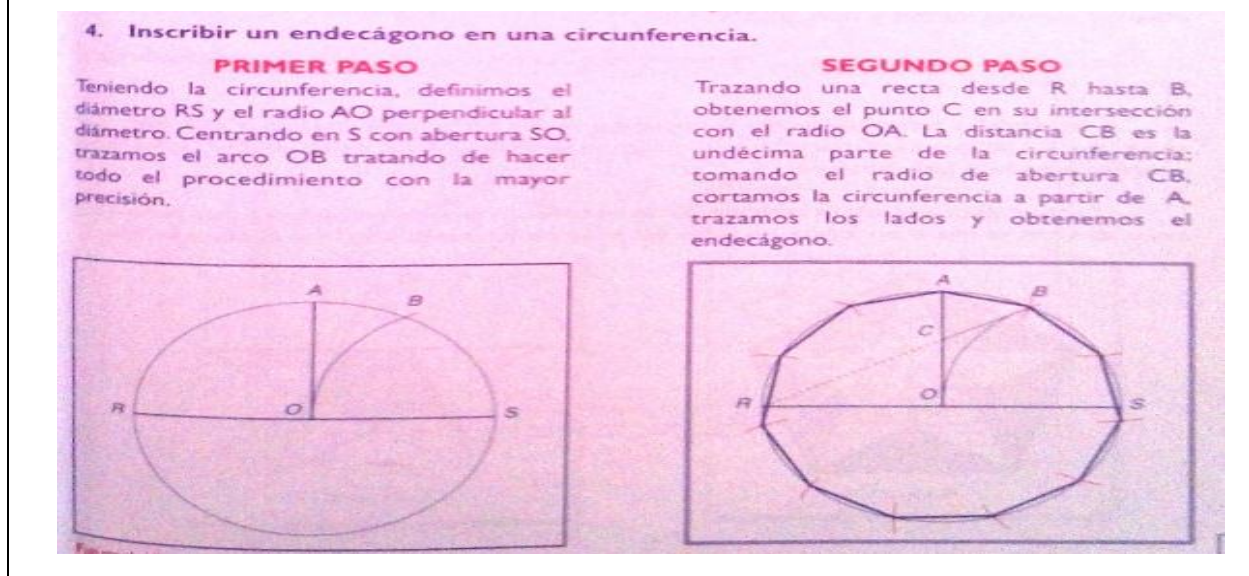 4. Inscribir un endecágono en una circunferencia.
PRIMER PASO
Teniendo la circunferencia, definimos el
diámetro RS y el radio AO perpendicular al
diámetro. Centrando en S con abertura SO,
trazamos el arco OB tratando de hacer
todo el procedimiento con la mayor
precisión.
SEGUNDO PASO
Trazando una recta desde R hasta B,
obtenemos el punto C en su intersección
con el radio OA. La distancia CB es la
undécima parte de la circunferencia;
tomando el radio de abertura CB,
cortamos la circunferencia a partir de A,
trazamos los lados y obtenemos el
endecágono.
A
B
R
O
S
A
B
C
R
O
S